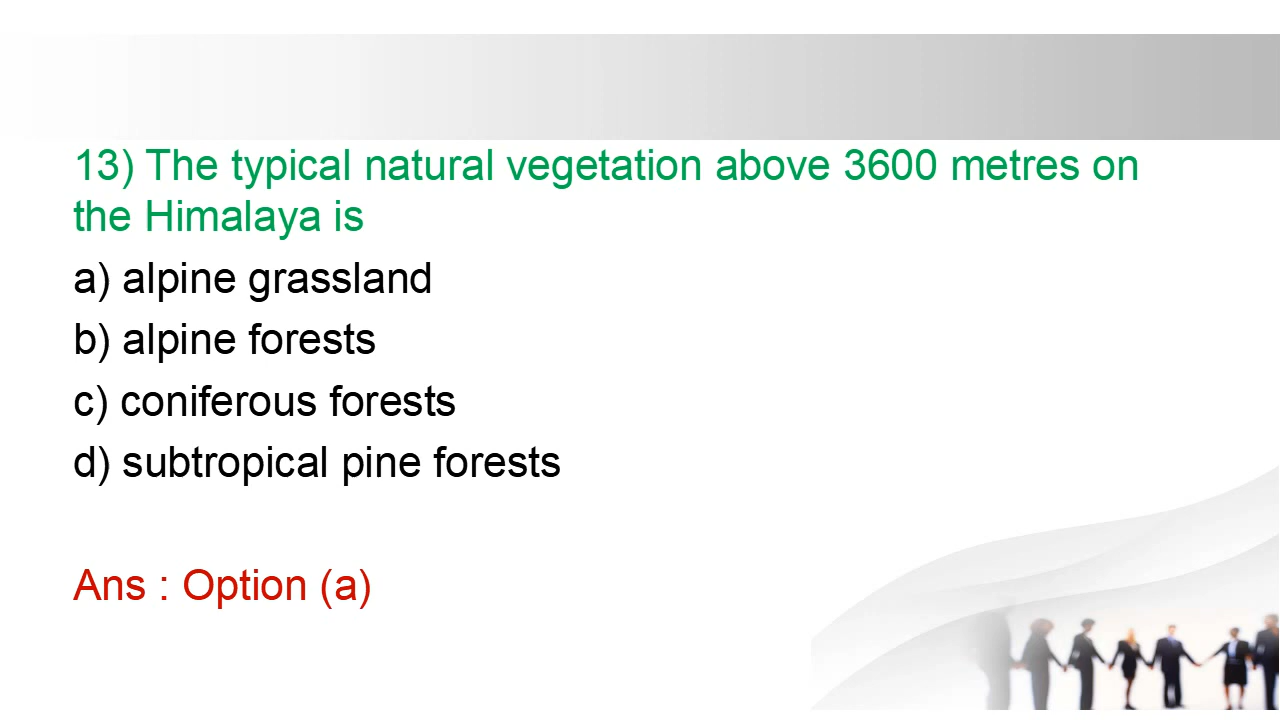 13) The typical natural vegetation above 3600 metres on
the Himalaya is
a) alpine grassland
b) alpine forests
c) coniferous forests
d) subtropical pine forests
Ans : Option (a)